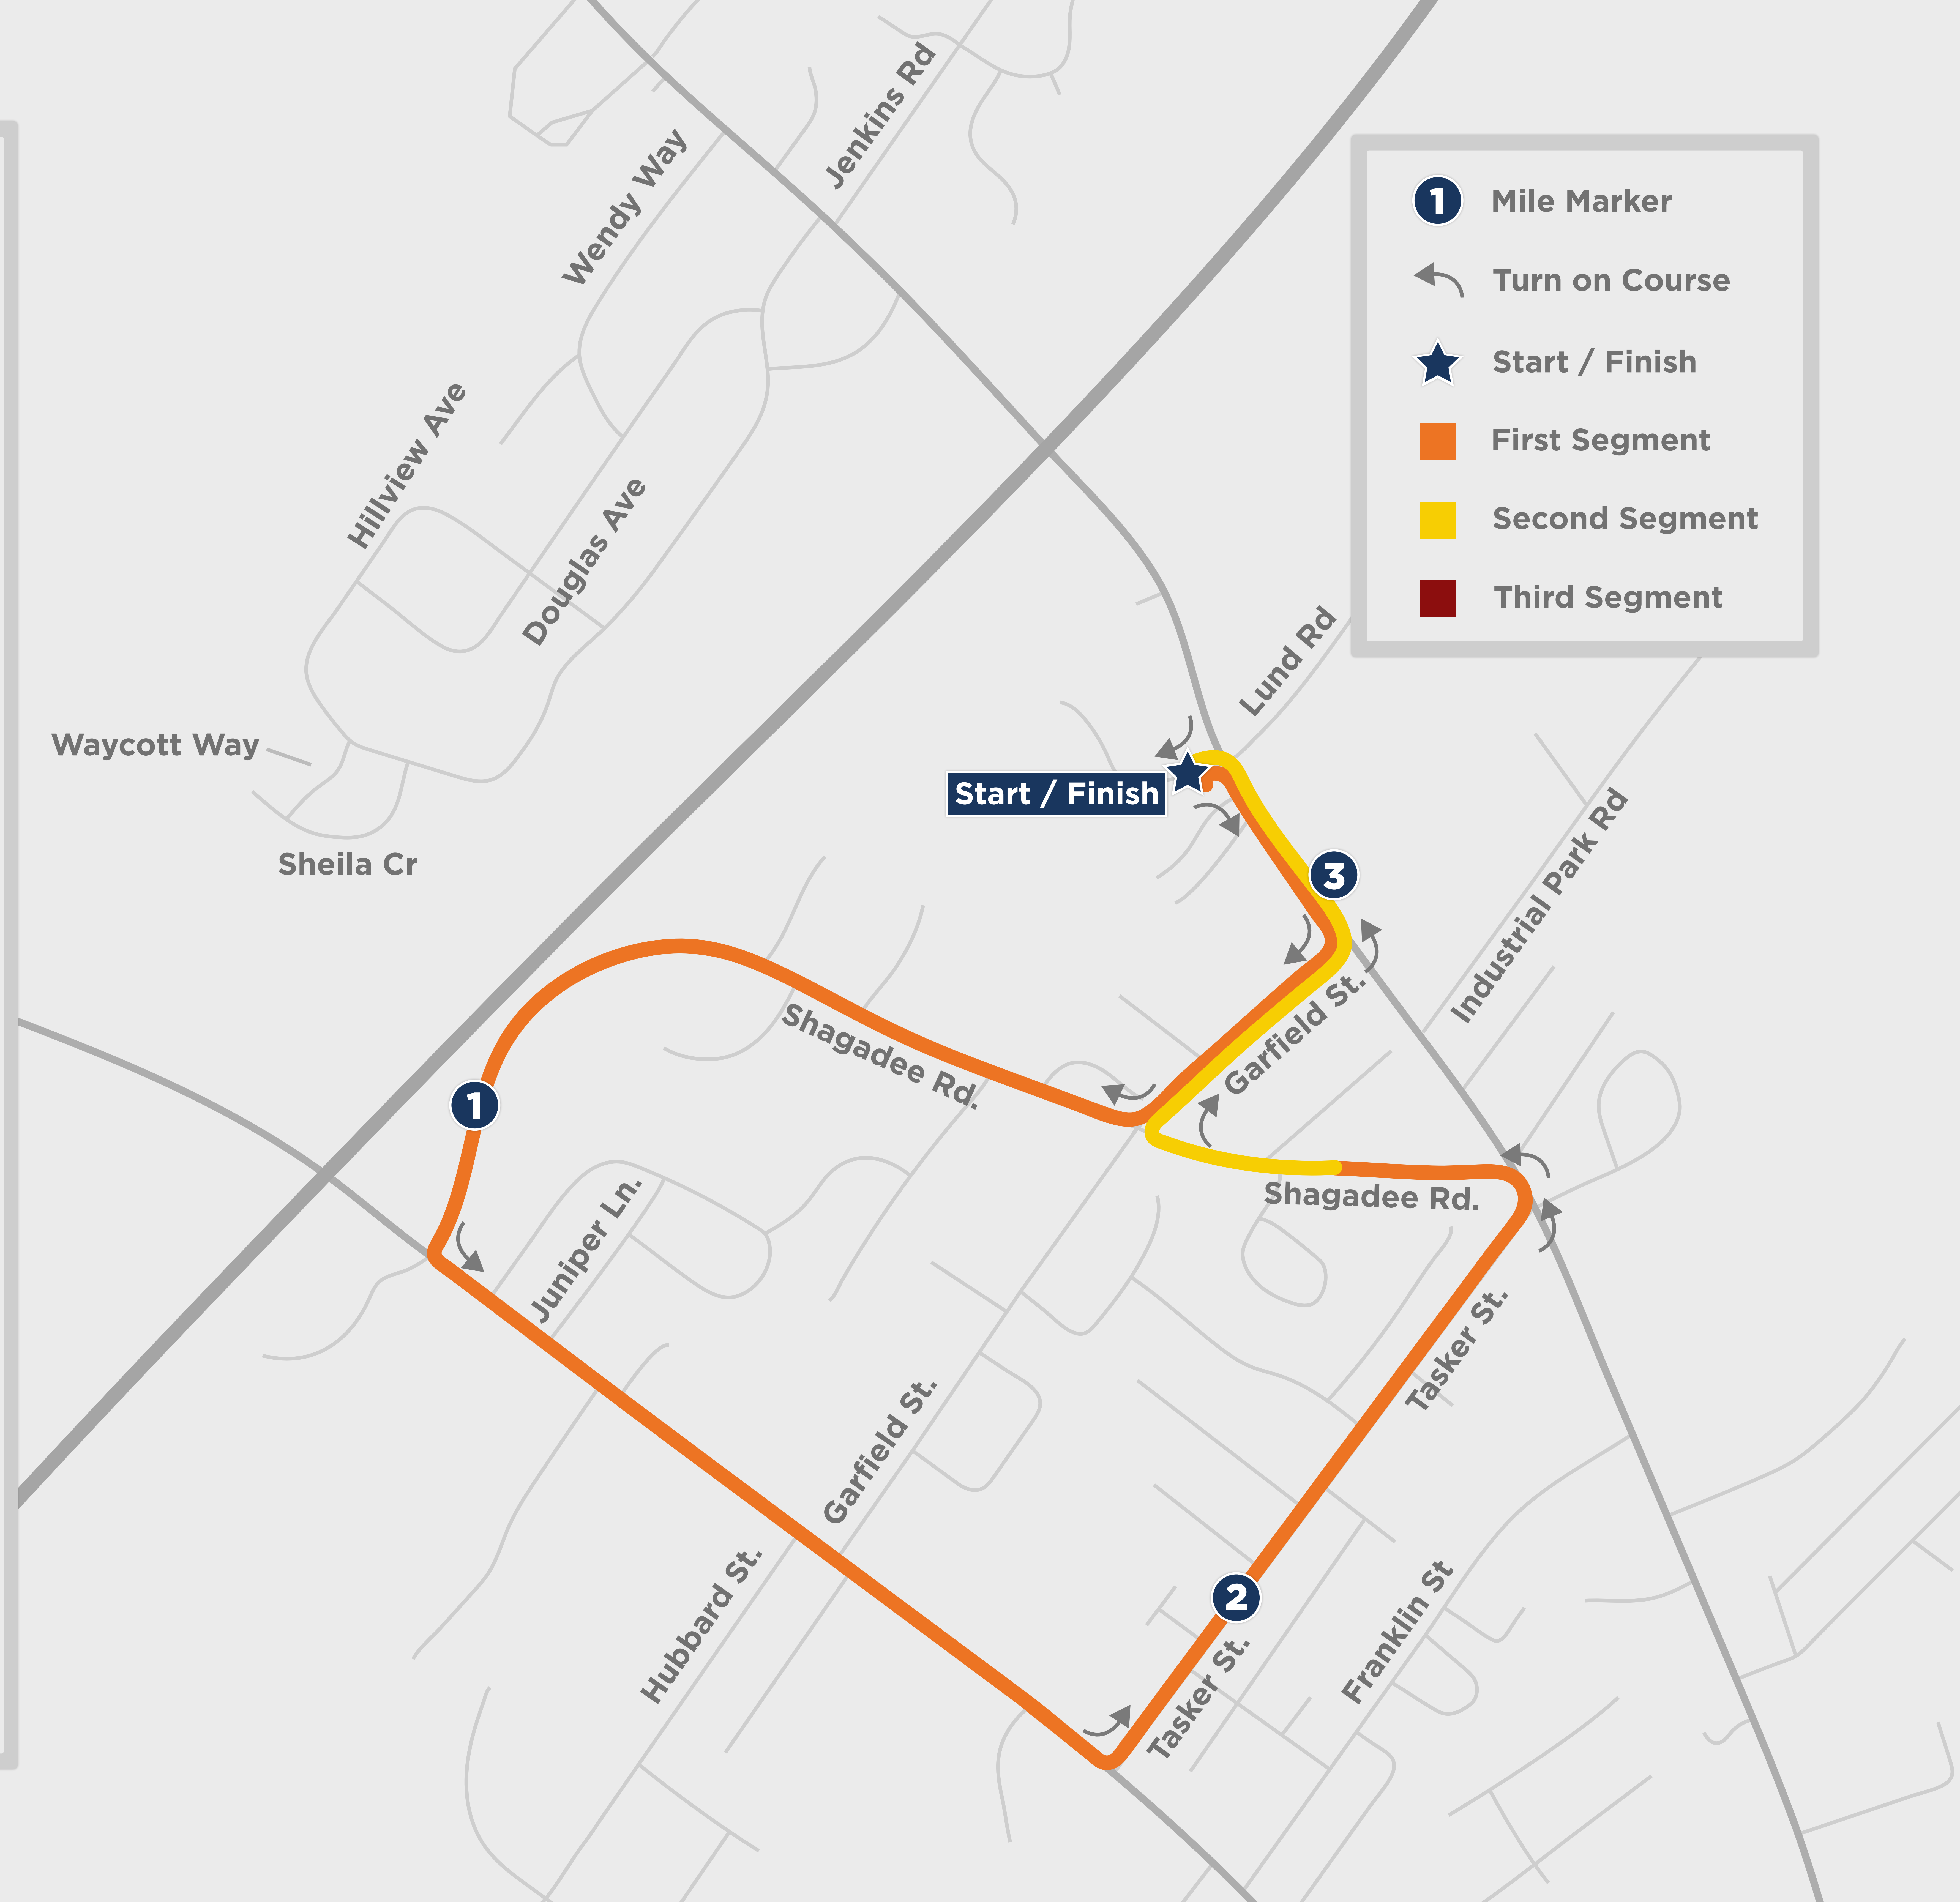 Jenkins Rd
Wendy Way
1 Mile Marker
Turn on Course
Start / Finish
First Segment
Second Segment
Third Segment
Hillview Ave
Douglas Ave
Lund Rd
Waycott Way
Start / Finish
Sheila Cr
3
Industrial Park Rd
Shagadee Rd.
Garfield St.
1
Shagadee Rd.
Juniper Ln.
Tasker St.
Garfield St.
Hubbard St.
2
Tasker St.
Franklin St